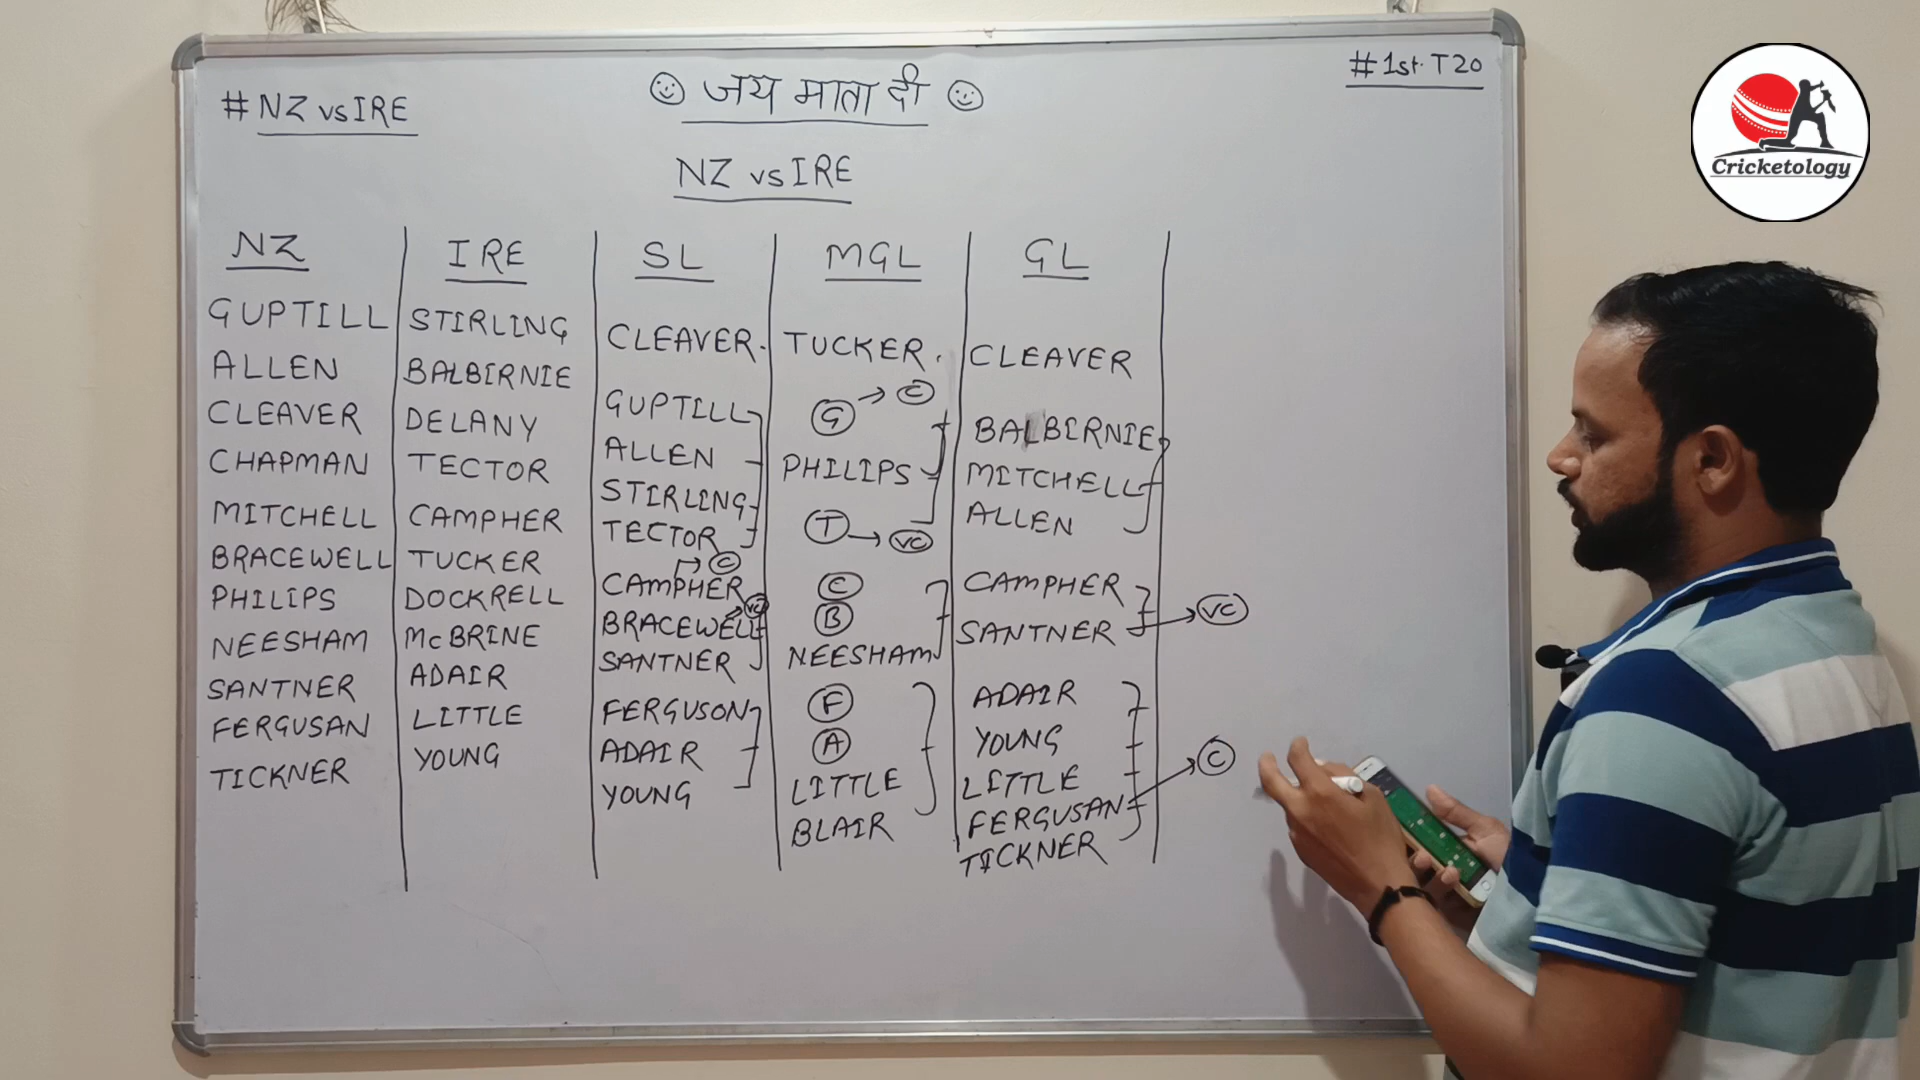 # NZ vs IRE
जय माता दी
#1st T20
Cricketology
NZ vs IRE
NZ
GUPTILL
ALLEN
CLEAVER
CHAPMAN
MITCHELL
BRACEWELL
PHILIPS
NEESHAM
SANTNER
FERGUSAN
TICKNER
IRE
STIRLING
BALBIRNIE
DELANY
TECTOR
CAMPHER
TUCKER
DOCKRELL
McBRINE
ADAIR
LITTLE
YOUNG
SL
CLEAVER.
GUPTILL
ALLEN
STIRLING
TECTOR
C
CAMPHER
VC
BRACEWELL
SANTNER
FERGUSON
ADAIR
YOUNG
MGL
TUCKER.
G → C
PHILIPS
T → VC
C
B
NEESHAM
F
A
LITTLE
BLAIR
GL
CLEAVER
BALBIRNIE
MITCHELL
ALLEN
CAMPHER
SANTNER → VC
ADAIR
YOUNG
LITTLE
FERGUSAN → C
TICKNER